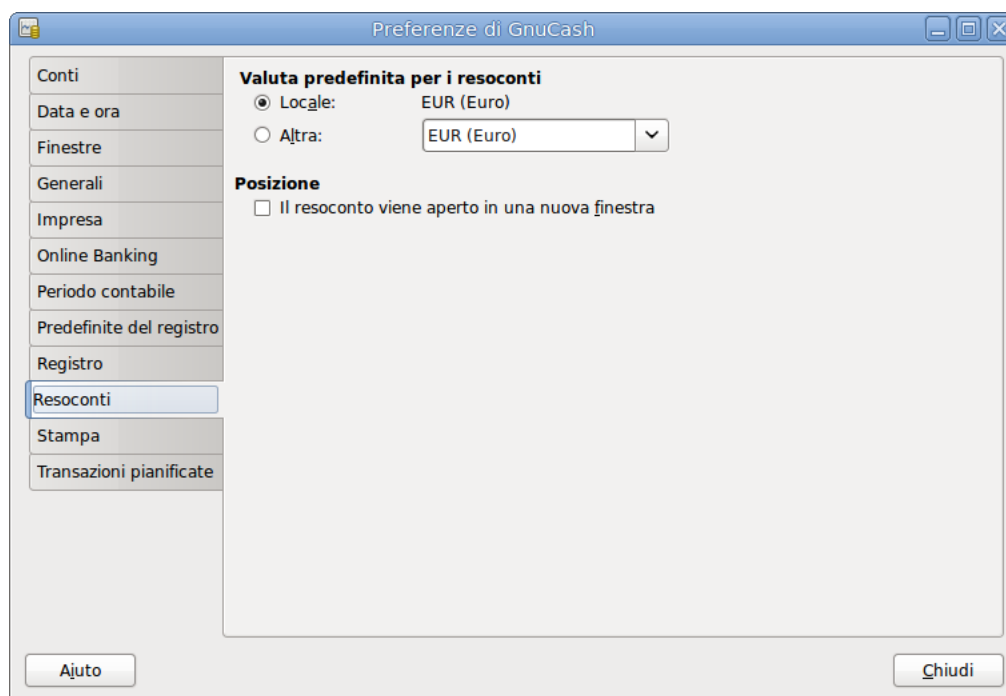 Preferenze di GnuCash
Conti
Data e ora
Finestre
Generali
Impresa
Online Banking
Periodo contabile
Predefinite del registro
Registro
Resoconti
Stampa
Transazioni pianificate
Valuta predefinita per i resoconti
Locale: EUR (Euro)
Altra: EUR (Euro)
Posizione
Il resoconto viene aperto in una nuova finestra
Aiuto
Chiudi